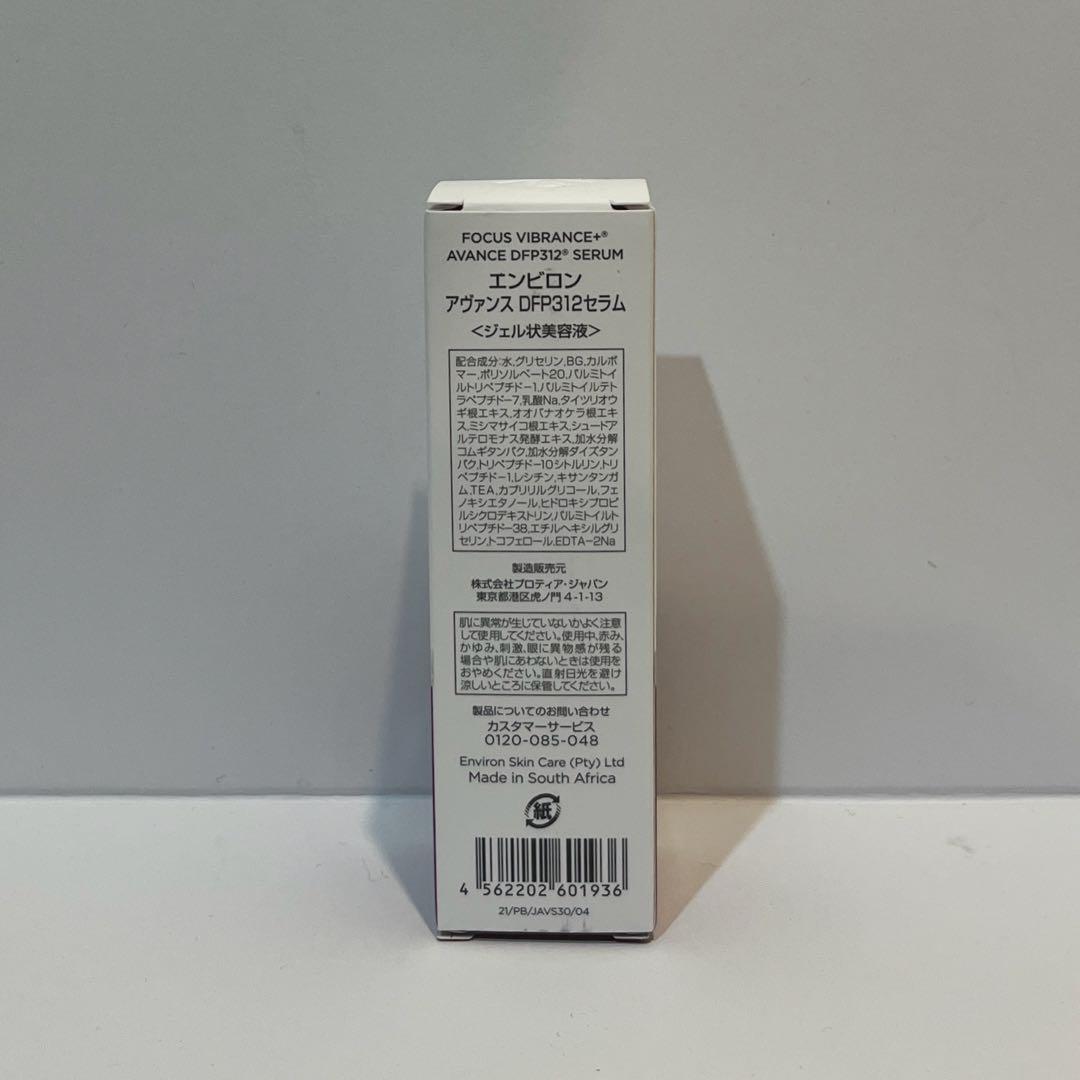 FOCUS VIBRANCE+®
AVANCE DFP312® SERUM
エンビロン
アヴァンス DFP312セラム
<ジェル状美容液>
配合成分:水,グリセリン,BG,カルボ
マー,ポリソルベート20,パルミトイ
ルトリペプチド-1,パルミトイルテト
ラペプチド-7,乳酸Na,タイツリオウ
ギ根エキス,オオバナオケラ根エキ
ス,ミシマサイコ根エキス,シュードア
ルテロモナス発酵エキス,加水分解
コムギタンパク,加水分解ダイズタン
パク,トリペプチド-10シトルリン,トリ
ペプチド-1,レシチン,キサンタンガ
ム,TEA,カプリリルグリコール,フェ
ノキシエタノール,ヒドロキシプロピ
ルシクロデキストリン,パルミトイルト
リペプチド-38,エチルヘキシルグリ
セリン,トコフェロール,EDTA-2Na
製造販売元
株式会社プロティア・ジャパン
東京都港区虎ノ門 4-1-13
肌に異常が生じていないかよく注意
して使用してください。使用中、赤み、
かゆみ、刺激、眼に異物感が残る
場合や肌にあわないときは使用を
おやめください。直射日光を避け
涼しいところに保管してください。
製品についてのお問い合わせ
カスタマーサービス
0120-085-048
Environ Skin Care (Pty) Ltd
Made in South Africa
紙
4 562202 601936
21/PB/JAVS30/04